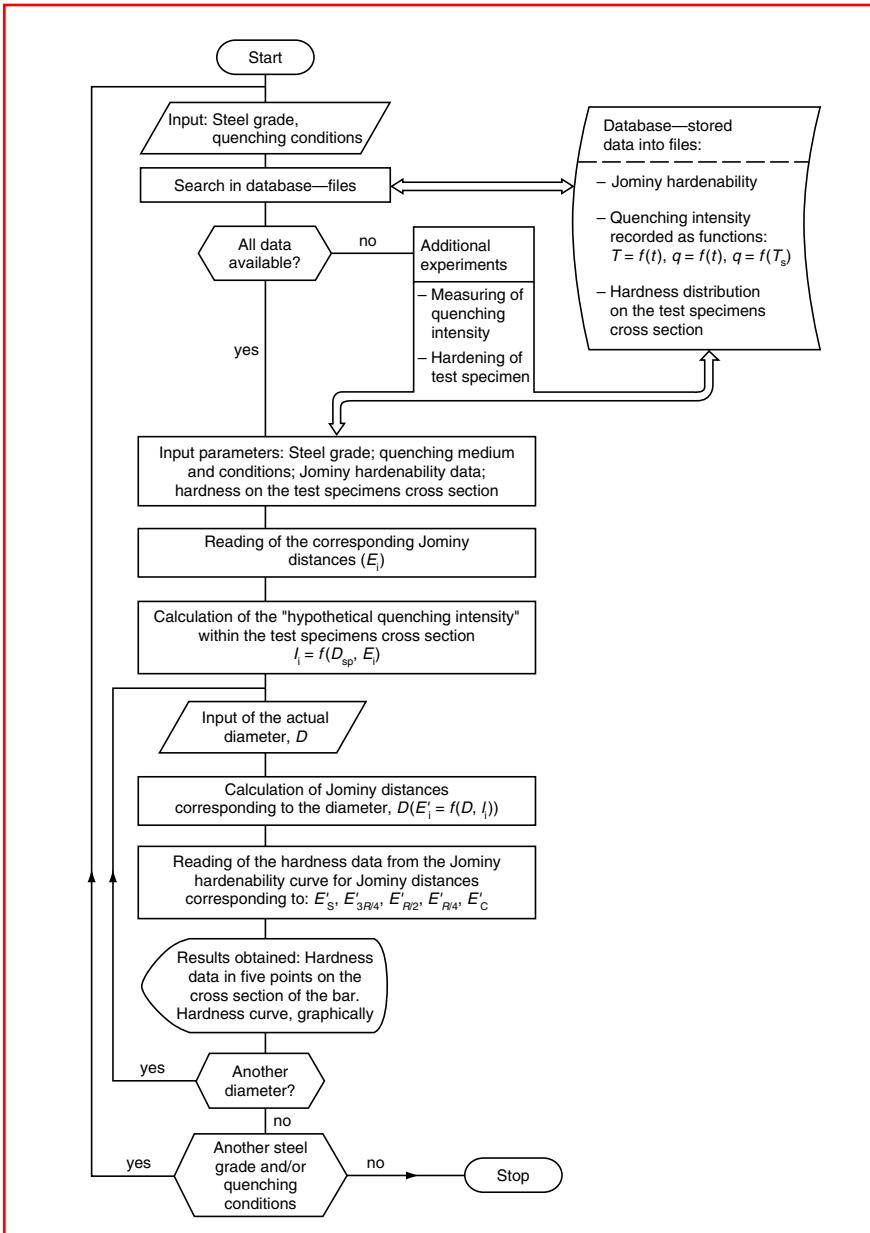 Start
Input: Steel grade,
quenching conditions
Search in database—files
All data
available?
no
yes
Additional
experiments
– Measuring of
quenching
intensity
– Hardening of
test specimen
Database—stored
data into files:
– Jominy hardenability
– Quenching intensity
recorded as functions:
T = f(t), q = f(t), q = f(Ts)
– Hardness distribution
on the test specimens
cross section
Input parameters: Steel grade; quenching medium
and conditions; Jominy hardenability data;
hardness on the test specimens cross section
Reading of the corresponding Jominy
distances (Ei)
Calculation of the "hypothetical quenching intensity"
within the test specimens cross section
Ii = f(Dsp, Ei)
Input of the actual
diameter, D
Calculation of Jominy distances
corresponding to the diameter, D(E'i = f(D, Ii))
Reading of the hardness data from the Jominy
hardenability curve for Jominy distances
corresponding to: E'S, E'3R/4, E'R/2, E'R/4, E'C
Results obtained: Hardness
data in five points on the
cross section of the bar.
Hardness curve, graphically
yes
Another
diameter?
no
yes
Another steel
grade and/or
quenching
conditions
no
Stop